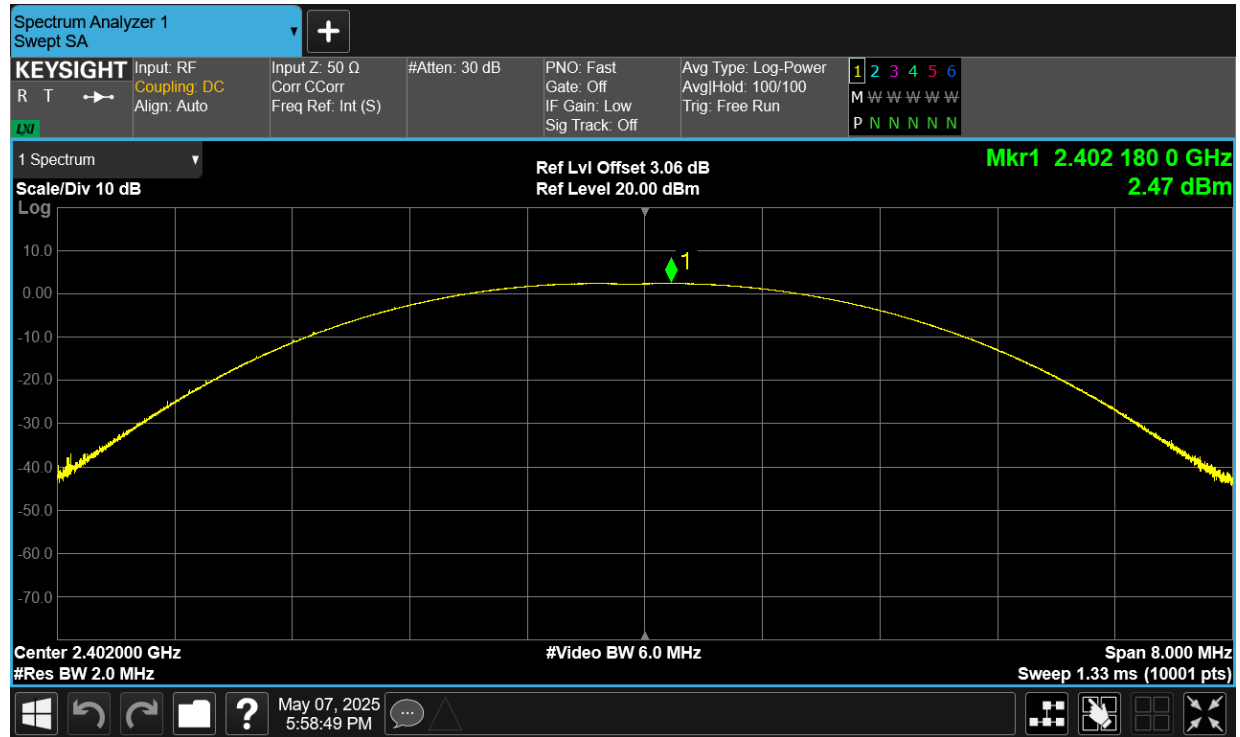 Spectrum Analyzer 1
Swept SA
KEYSIGHT
R T
LXI
Input: RF
Coupling: DC
Align: Auto
Input Z: 50 Ω
Corr CCorr
Freq Ref: Int (S)
#Atten: 30 dB
PNO: Fast
Gate: Off
IF Gain: Low
Sig Track: Off
Avg Type: Log-Power
Avg|Hold: 100/100
Trig: Free Run
1 2 3 4 5 6
M W W W W W
P N N N N N
1 Spectrum
Scale/Div 10 dB
Log
Ref Lvl Offset 3.06 dB
Ref Level 20.00 dBm
Mkr1 2.402 180 0 GHz
2.47 dBm
1
10.0
0.00
-10.0
-20.0
-30.0
-40.0
-50.0
-60.0
-70.0
Center 2.402000 GHz
#Res BW 2.0 MHz
#Video BW 6.0 MHz
Span 8.000 MHz
Sweep 1.33 ms (10001 pts)
?
May 07, 2025
5:58:49 PM